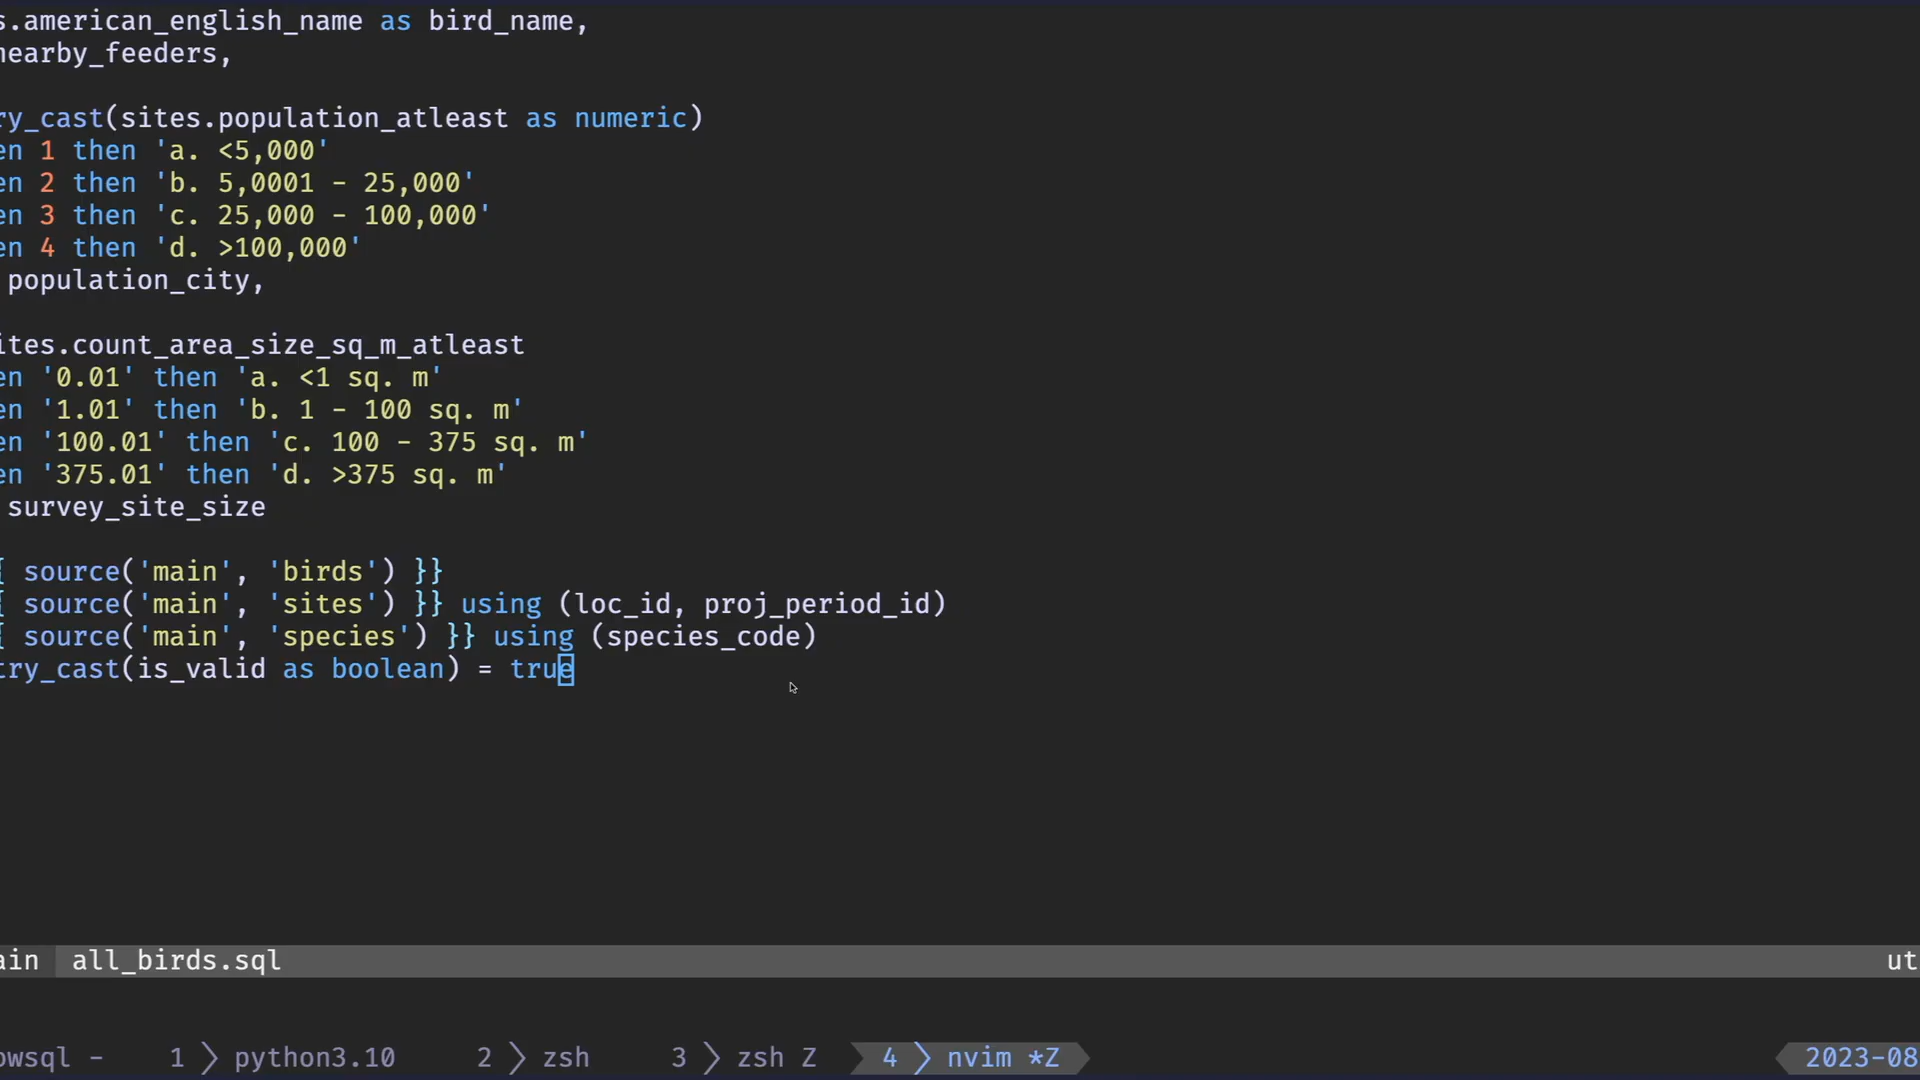 s.american_english_name as bird_name,
nearby_feeders,
ry_cast(sites.population_atleast as numeric)
en 1 then 'a. <5,000'
en 2 then 'b. 5,0001 - 25,000'
en 3 then 'c. 25,000 - 100,000'
en 4 then 'd. >100,000'
population_city,
ites.count_area_size_sq_m_atleast
en '0.01' then 'a. <1 sq. m'
en '1.01' then 'b. 1 - 100 sq. m'
en '100.01' then 'c. 100 - 375 sq. m'
en '375.01' then 'd. >375 sq. m'
survey_site_size
{ source('main', 'birds') }}
{ source('main', 'sites') }} using (loc_id, proj_period_id)
{ source('main', 'species') }} using (species_code)
try_cast(is_valid as boolean) = true
ain all_birds.sql ut
owsql - 1 python3.10 2 zsh 3 zsh Z 4 nvim *Z 2023-08